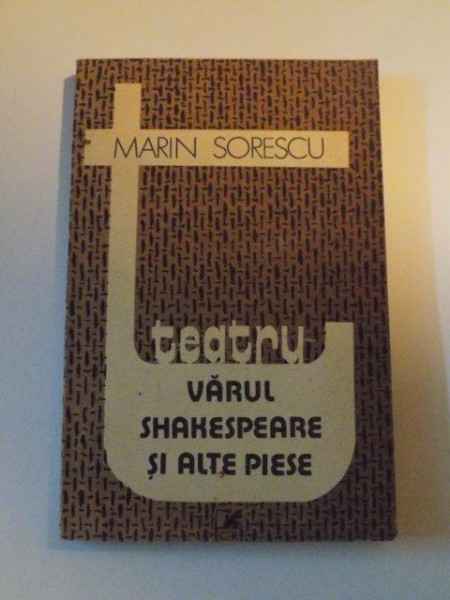 MARIN SORESCU
teatru
VĂRUL
SHAKESPEARE
ȘI ALTE PIESE